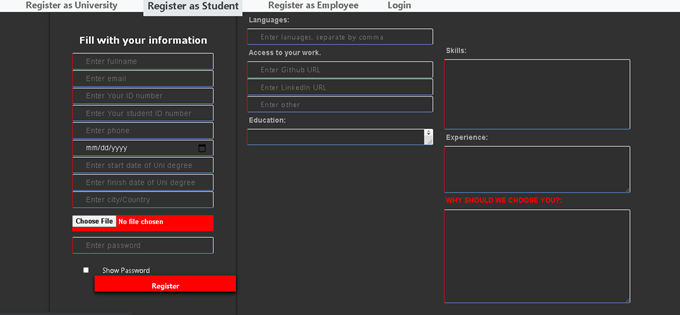 Register as University Register as Student Register as Employee Login
Fill with your information
Enter fullname
Enter email
Enter Your ID number
Enter Your student ID number
Enter phone
mm/dd/yyyy
Enter start date of Uni degree
Enter finish date of Uni degree
Enter city/Country
Choose File No file chosen
Enter password
Show Password
Register
Languages:
Enter lanuages, separate by comma
Access to your work.
Enter Github URL
Enter LinkedIn URL
Enter other
Education:
Skills:
Experience:
WHY SHOULD WE CHOOSE YOU?: